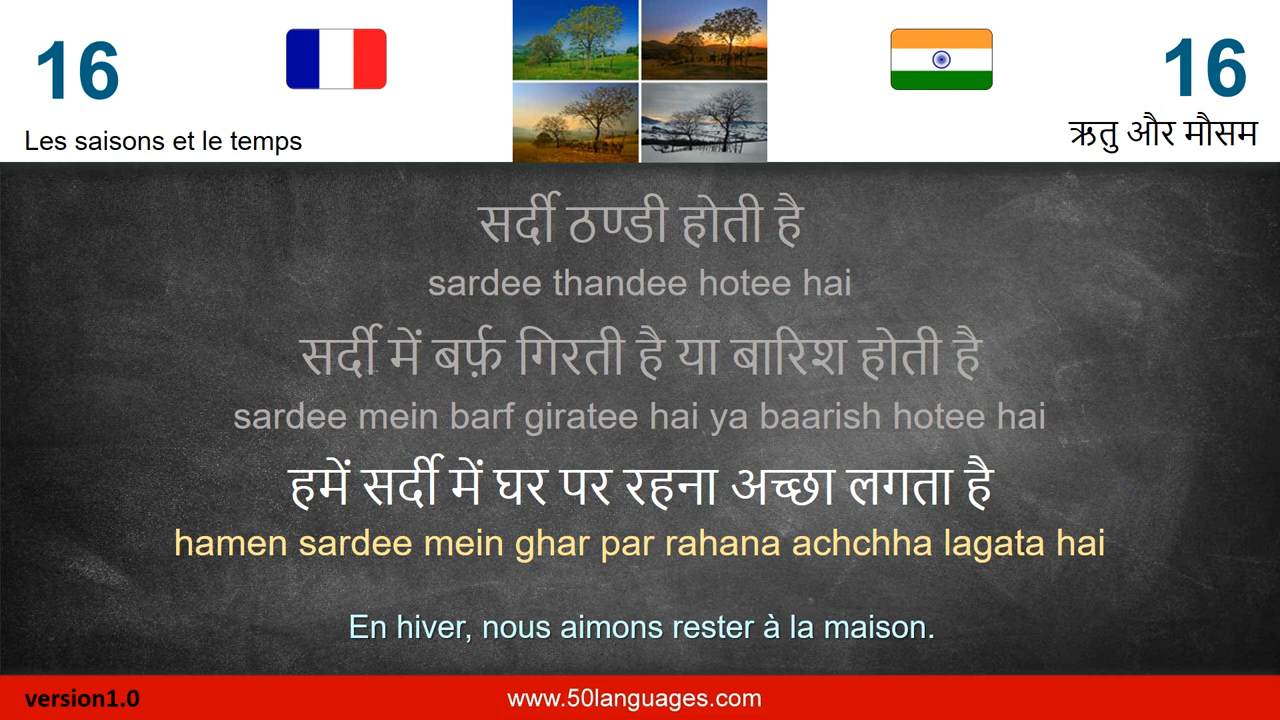 16
16
Les saisons et le temps
ऋतु और मौसम
सर्दी ठण्डी होती है
sardee thandee hotee hai
सर्दी में बर्फ़ गिरती है या बारिश होती है
sardee mein barf giratee hai ya baarish hotee hai
हमें सर्दी में घर पर रहना अच्छा लगता है
hamen sardee mein ghar par rahana achchha lagata hai
En hiver, nous aimons rester à la maison.
version1.0
www.50languages.com